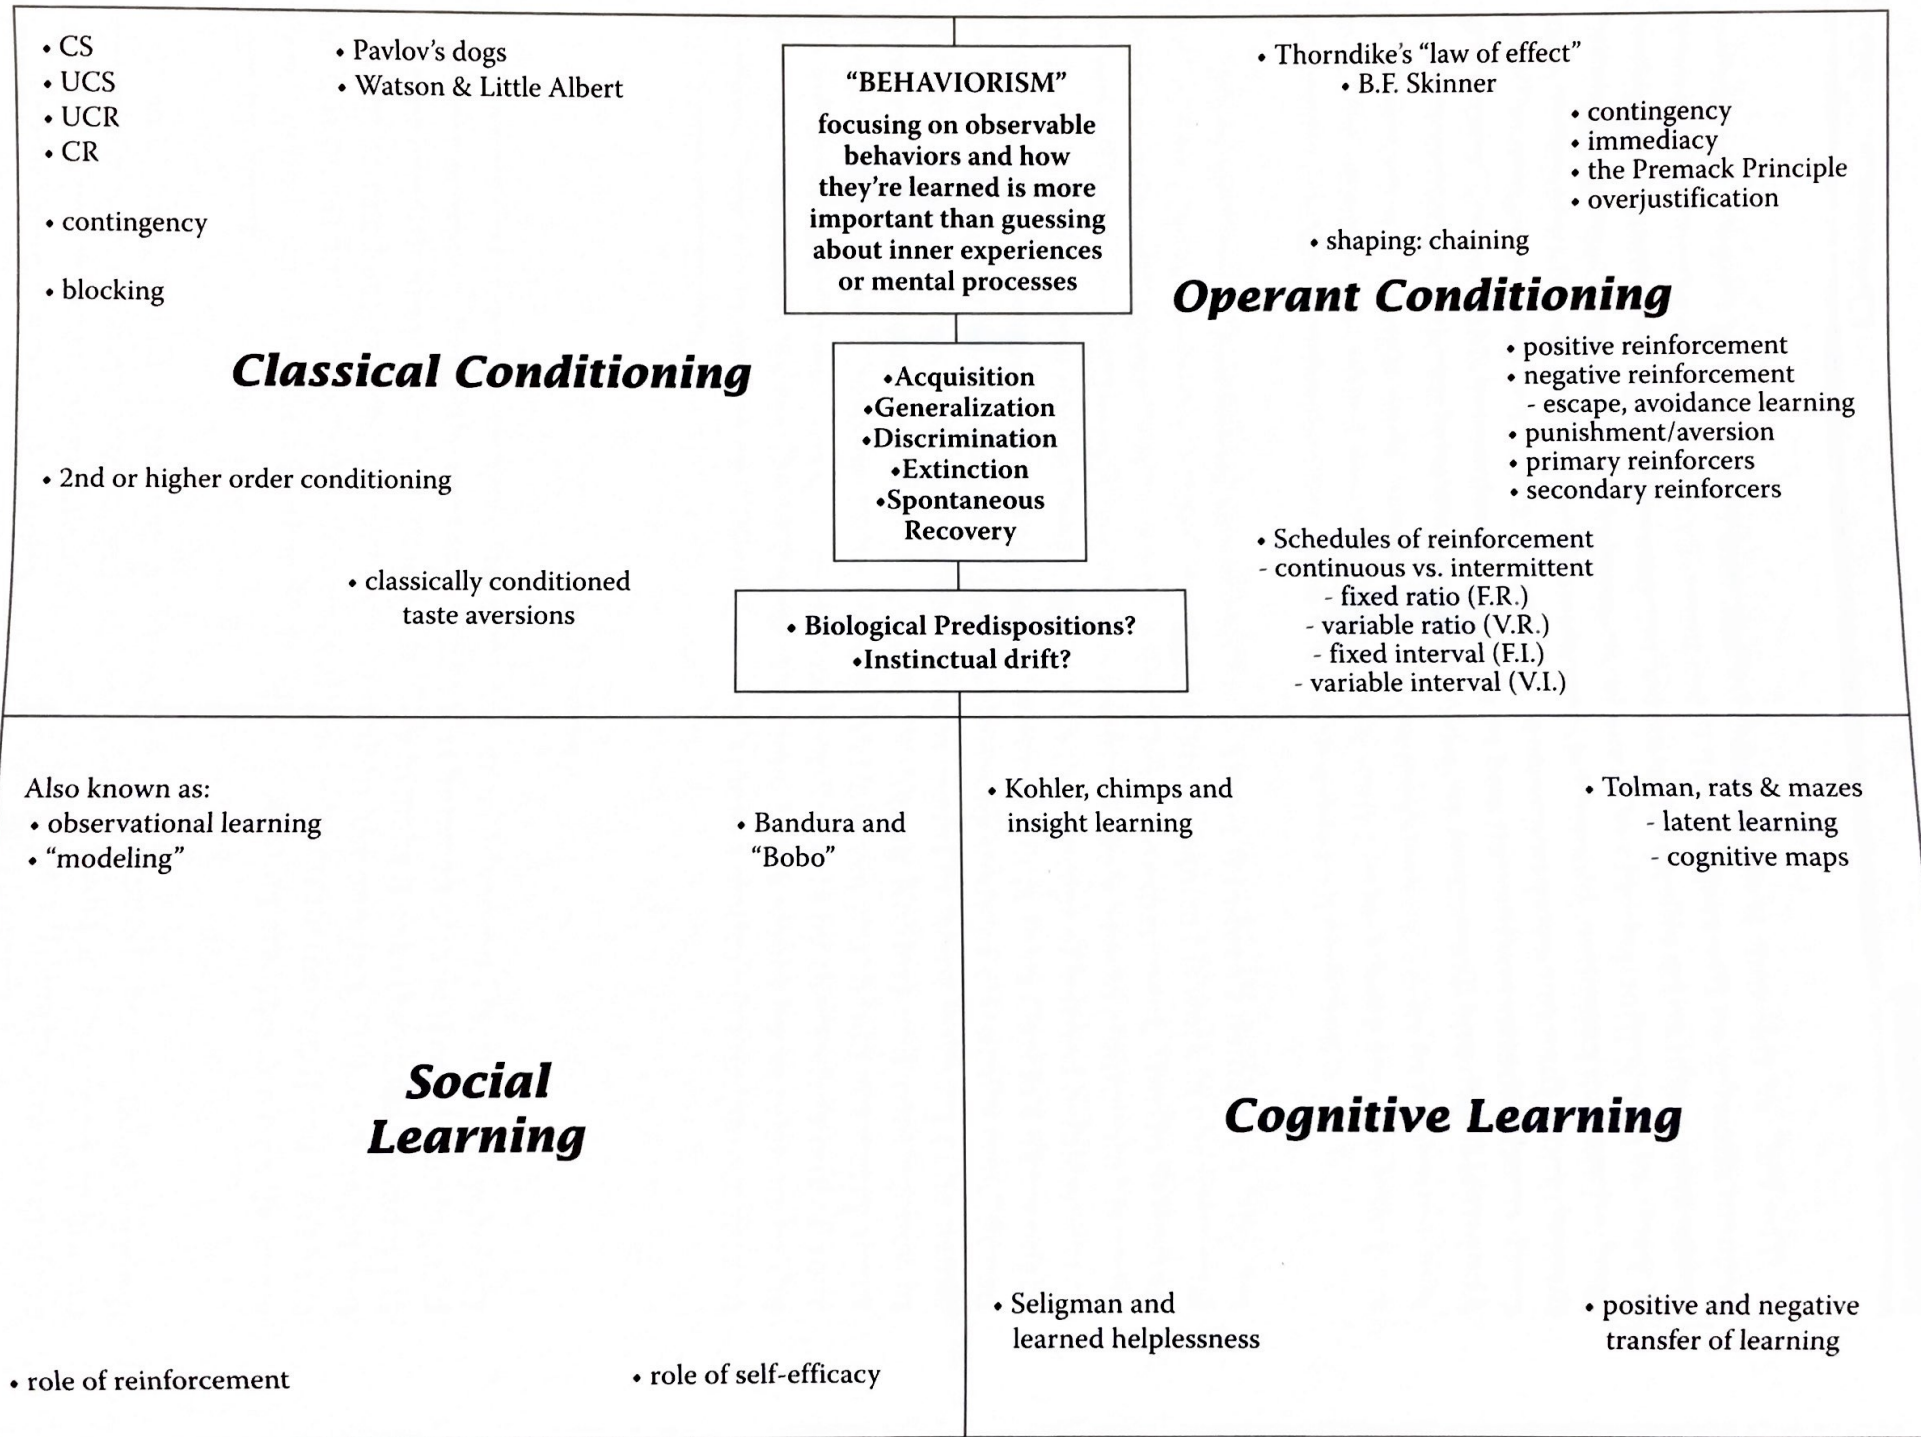 • CS
• UCS
• UCR
• CR
• contingency
• blocking
• Pavlov's dogs
• Watson & Little Albert
Classical Conditioning
• 2nd or higher order conditioning
• classically conditioned
taste aversions
“BEHAVIORISM”
focusing on observable
behaviors and how
they're learned is more
important than guessing
about inner experiences
or mental processes
•Acquisition
•Generalization
•Discrimination
•Extinction
•Spontaneous
Recovery
• Biological Predispositions?
•Instinctual drift?
• Thorndike's “law of effect”
• B.F. Skinner
• contingency
• immediacy
• the Premack Principle
• overjustification
• shaping: chaining
Operant Conditioning
• positive reinforcement
• negative reinforcement
- escape, avoidance learning
• punishment/aversion
• primary reinforcers
• secondary reinforcers
• Schedules of reinforcement
- continuous vs. intermittent
- fixed ratio (F.R.)
- variable ratio (V.R.)
- fixed interval (F.I.)
- variable interval (V.I.)
Also known as:
• observational learning
• “modeling”
• Bandura and
“Bobo”
Social
Learning
• role of reinforcement
• role of self-efficacy
• Kohler, chimps and
insight learning
• Tolman, rats & mazes
- latent learning
- cognitive maps
Cognitive Learning
• Seligman and
learned helplessness
• positive and negative
transfer of learning